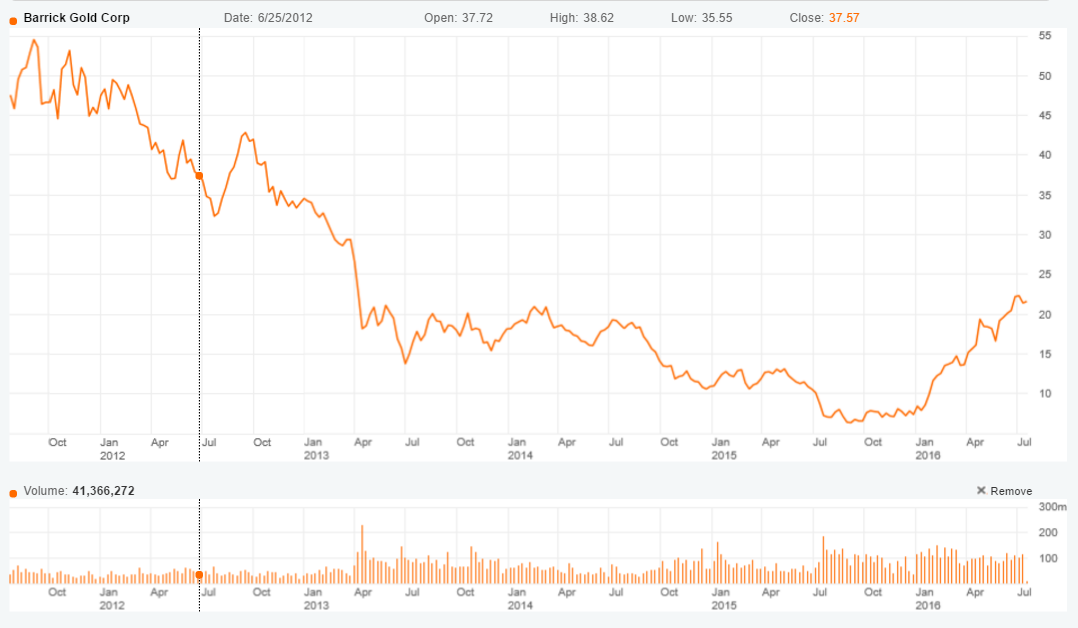 Barrick Gold Corp Date: 6/25/2012 Open: 37.72 High: 38.62 Low: 35.55 Close: 37.57
55
50
45
40
35
30
25
20
15
10
Oct Jan Apr Jul Oct Jan Apr Jul Oct Jan Apr Jul Oct Jan Apr Jul Oct Jan Apr Jul
2012 2013 2014 2015 2016
Volume: 41,366,272 Remove
300m
200
100
Oct Jan Apr Jul Oct Jan Apr Jul Oct Jan Apr Jul Oct Jan Apr Jul Oct Jan Apr Jul
2012 2013 2014 2015 2016